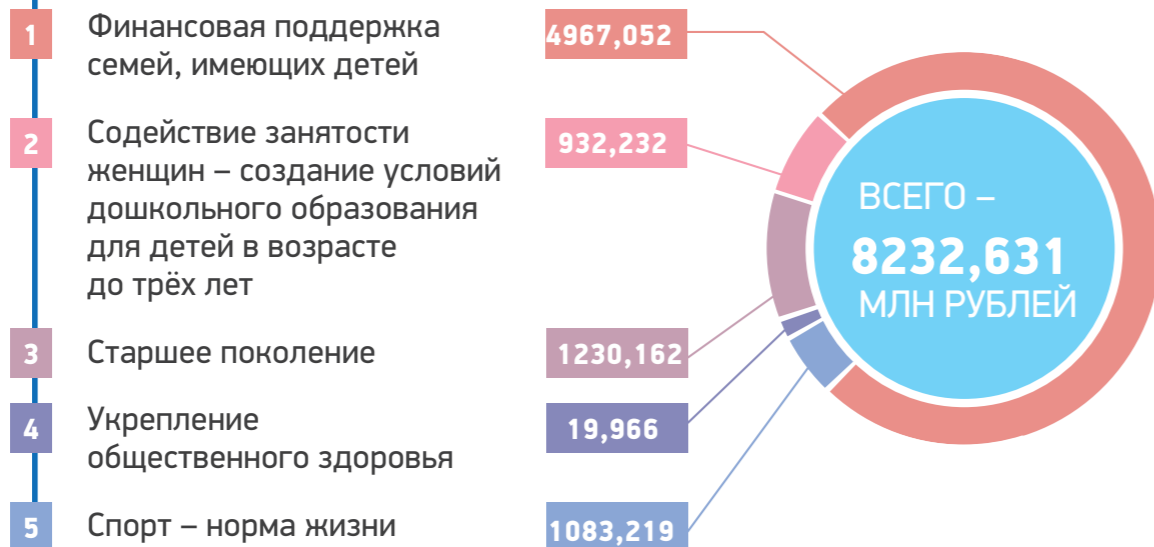 1
Финансовая поддержка
семей, имеющих детей
4967,052
2
Содействие занятости
женщин – создание условий
дошкольного образования
для детей в возрасте
до трёх лет
932,232
3
Старшее поколение
1230,162
4
Укрепление
общественного здоровья
19,966
5
Спорт – норма жизни
1083,219
ВСЕГО –
8232,631
МЛН РУБЛЕЙ